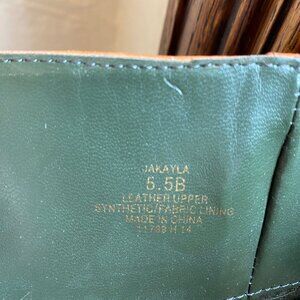 JAKAYLA
6.5B
LEATHER UPPER
SYNTHETIC/FABRIC LINING
MADE IN CHINA